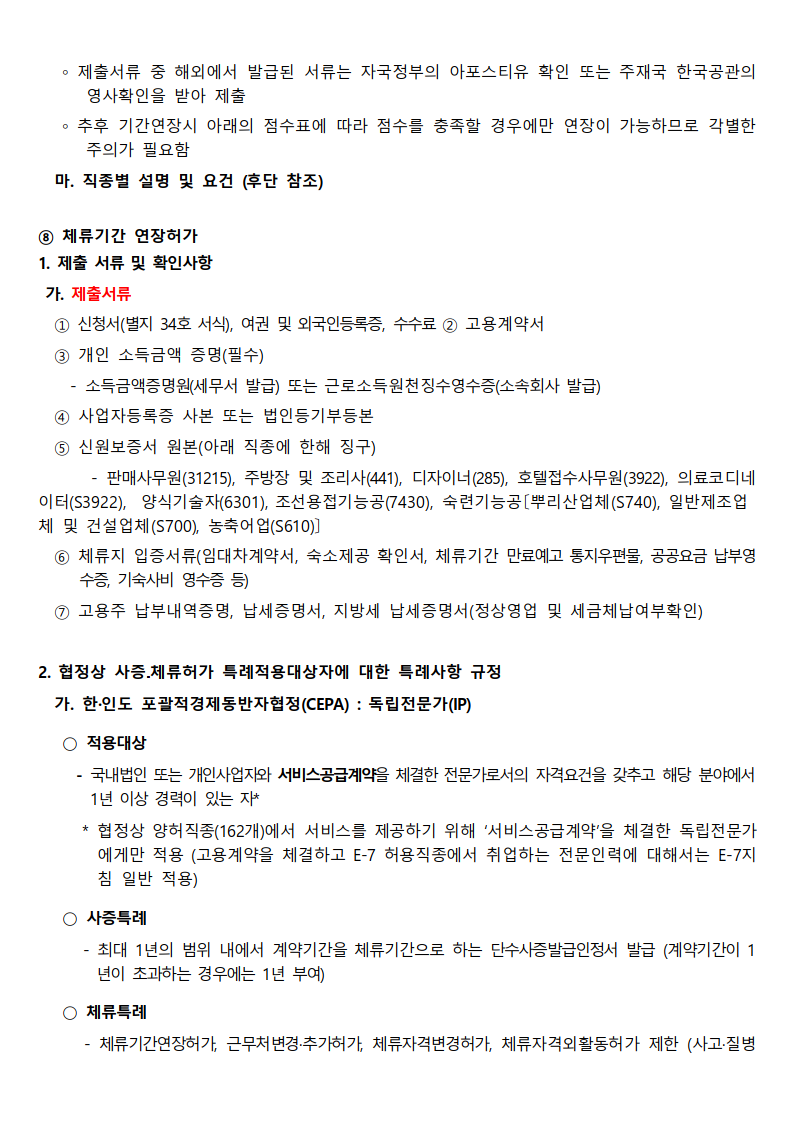 ◦ 제출서류 중 해외에서 발급된 서류는 자국정부의 아포스티유 확인 또는 주재국 한국공관의
영사확인을 받아 제출
◦ 추후 기간연장시 아래의 점수표에 따라 점수를 충족할 경우에만 연장이 가능하므로 각별한
주의가 필요함
마. 직종별 설명 및 요건 (후단 참조)
⑧ 체류기간 연장허가
1. 제출 서류 및 확인사항
가. 제출서류
① 신청서(별지 34호 서식), 여권 및 외국인등록증, 수수료 ② 고용계약서
③ 개인 소득금액 증명(필수)
- 소득금액증명원(세무서 발급) 또는 근로소득원천징수영수증(소속회사 발급)
④ 사업자등록증 사본 또는 법인등기부등본
⑤ 신원보증서 원본(아래 직종에 한해 징구)
- 판매사무원(31215), 주방장 및 조리사(441), 디자이너(285), 호텔접수사무원(3922), 의료코디네
이터(S3922), 양식기술자(6301), 조선용접기능공(7430), 숙련기능공〔뿌리산업체(S740), 일반제조업
체 및 건설업체(S700), 농축어업(S610)〕
⑥ 체류지 입증서류(임대차계약서, 숙소제공 확인서, 체류기간 만료예고 통지우편물, 공공요금 납부영
수증, 기숙사비 영수증 등)
⑦ 고용주 납부내역증명, 납세증명서, 지방세 납세증명서(정상영업 및 세금체납여부확인)
2. 협정상 사증․체류허가 특례적용대상자에 대한 특례사항 규정
가. 한·인도 포괄적경제동반자협정(CEPA) : 독립전문가(IP)
○ 적용대상
- 국내법인 또는 개인사업자와 서비스공급계약을 체결한 전문가로서의 자격요건을 갖추고 해당 분야에서
1년 이상 경력이 있는 자*
* 협정상 양허직종(162개)에서 서비스를 제공하기 위해 ‘서비스공급계약’을 체결한 독립전문가
에게만 적용 (고용계약을 체결하고 E-7 허용직종에서 취업하는 전문인력에 대해서는 E-7지
침 일반 적용)
○ 사증특례
- 최대 1년의 범위 내에서 계약기간을 체류기간으로 하는 단수사증발급인정서 발급 (계약기간이 1
년이 초과하는 경우에는 1년 부여)
○ 체류특례
- 체류기간연장허가, 근무처변경·추가허가, 체류자격변경허가, 체류자격외활동허가 제한 (사고·질병